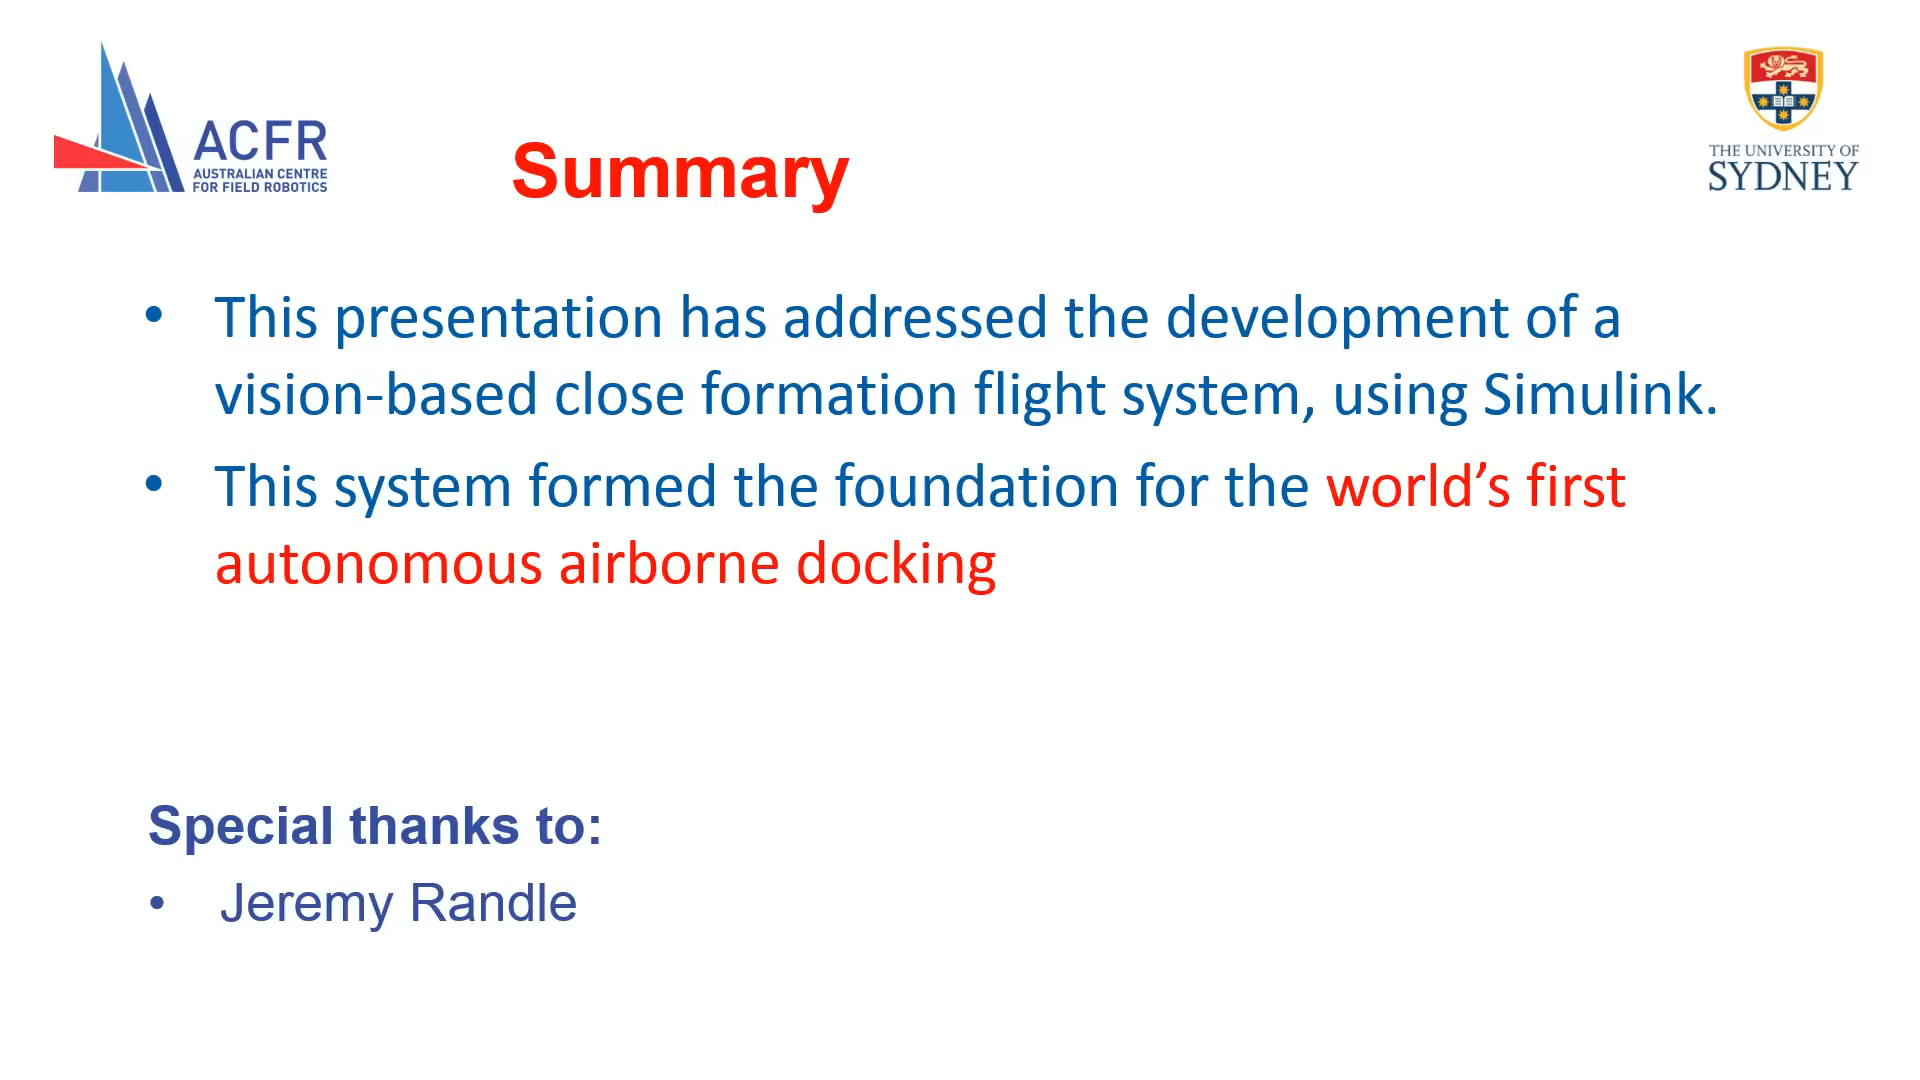 ACFR
AUSTRALIAN CENTRE
FOR FIELD ROBOTICS
THE UNIVERSITY OF
SYDNEY
Summary
• This presentation has addressed the development of a
vision-based close formation flight system, using Simulink.
• This system formed the foundation for the world’s first
autonomous airborne docking
Special thanks to:
• Jeremy Randle